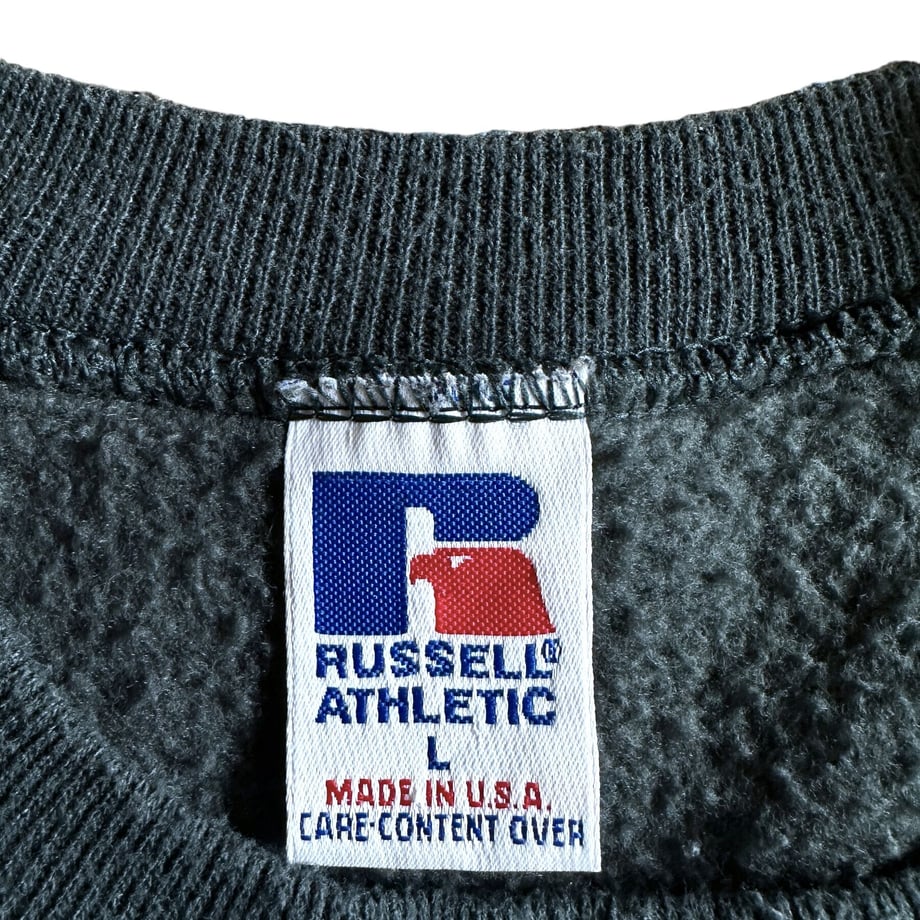 RUSSELL®
ATHLETIC
L
MADE IN U.S.A.
CARE-CONTENT OVER